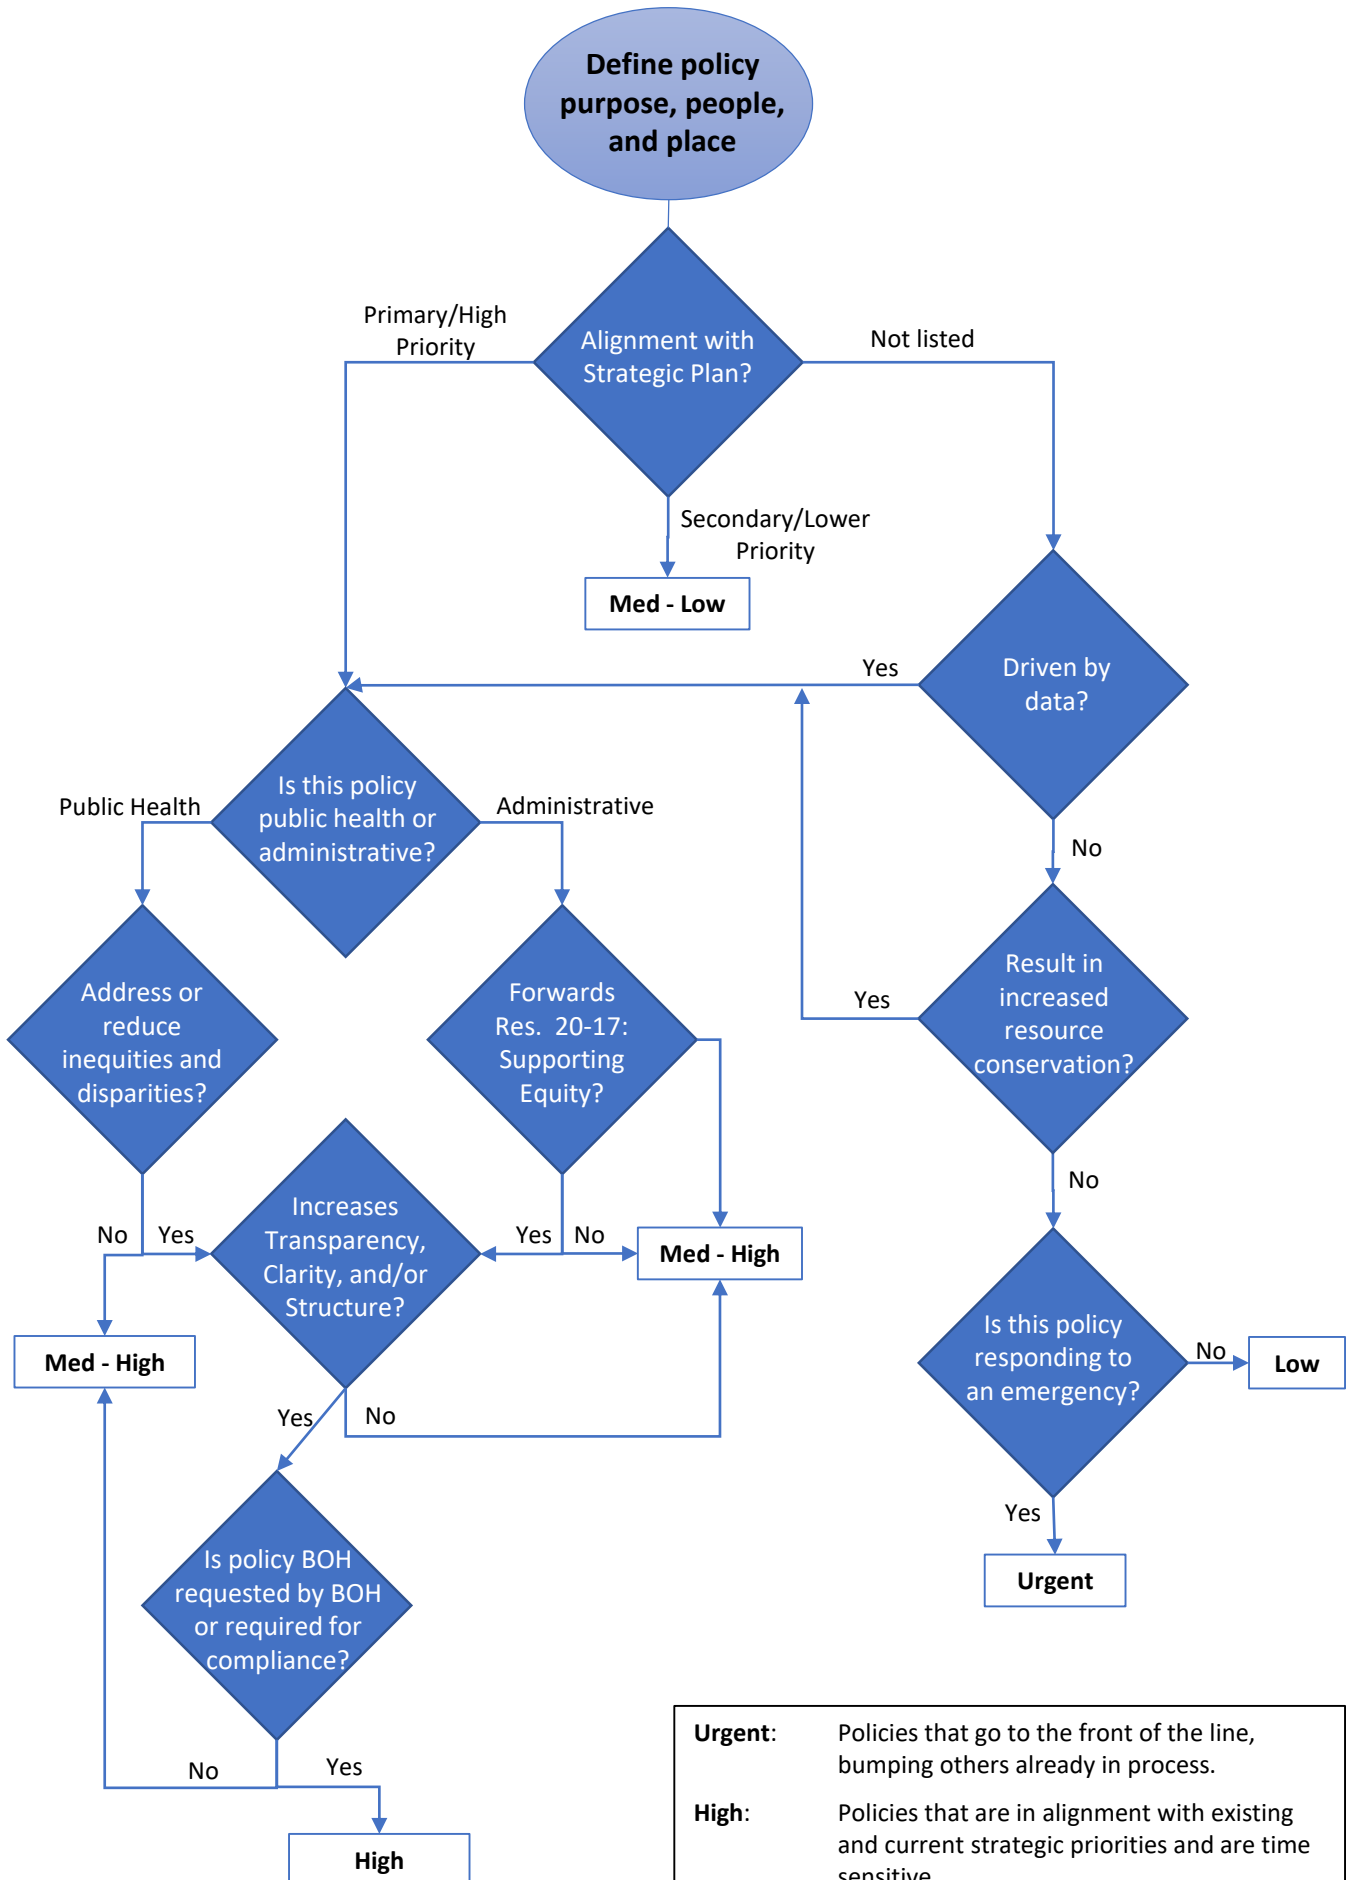 Define policy
purpose, people,
and place
Primary/High
Priority
Alignment with
Strategic Plan?
Not listed
Secondary/Lower
Priority
Med - Low
Yes
Driven by
data?
Is this policy
public health or
administrative?
Public Health
Administrative
No
Address or
reduce
inequities and
disparities?
Forwards
Res. 20-17:
Supporting
Equity?
Result in
increased
resource
conservation?
Yes
No
No
Yes
Increases
Transparency,
Clarity, and/or
Structure?
Yes
No
Med - High
Med - High
Is this policy
responding to
an emergency?
No
Low
Yes
No
Yes
Urgent
Is policy BOH
requested by BOH
or required for
compliance?
No
Yes
High
Urgent: Policies that go to the front of the line,
bumping others already in process.
High: Policies that are in alignment with existing
and current strategic priorities and are time
sensitive